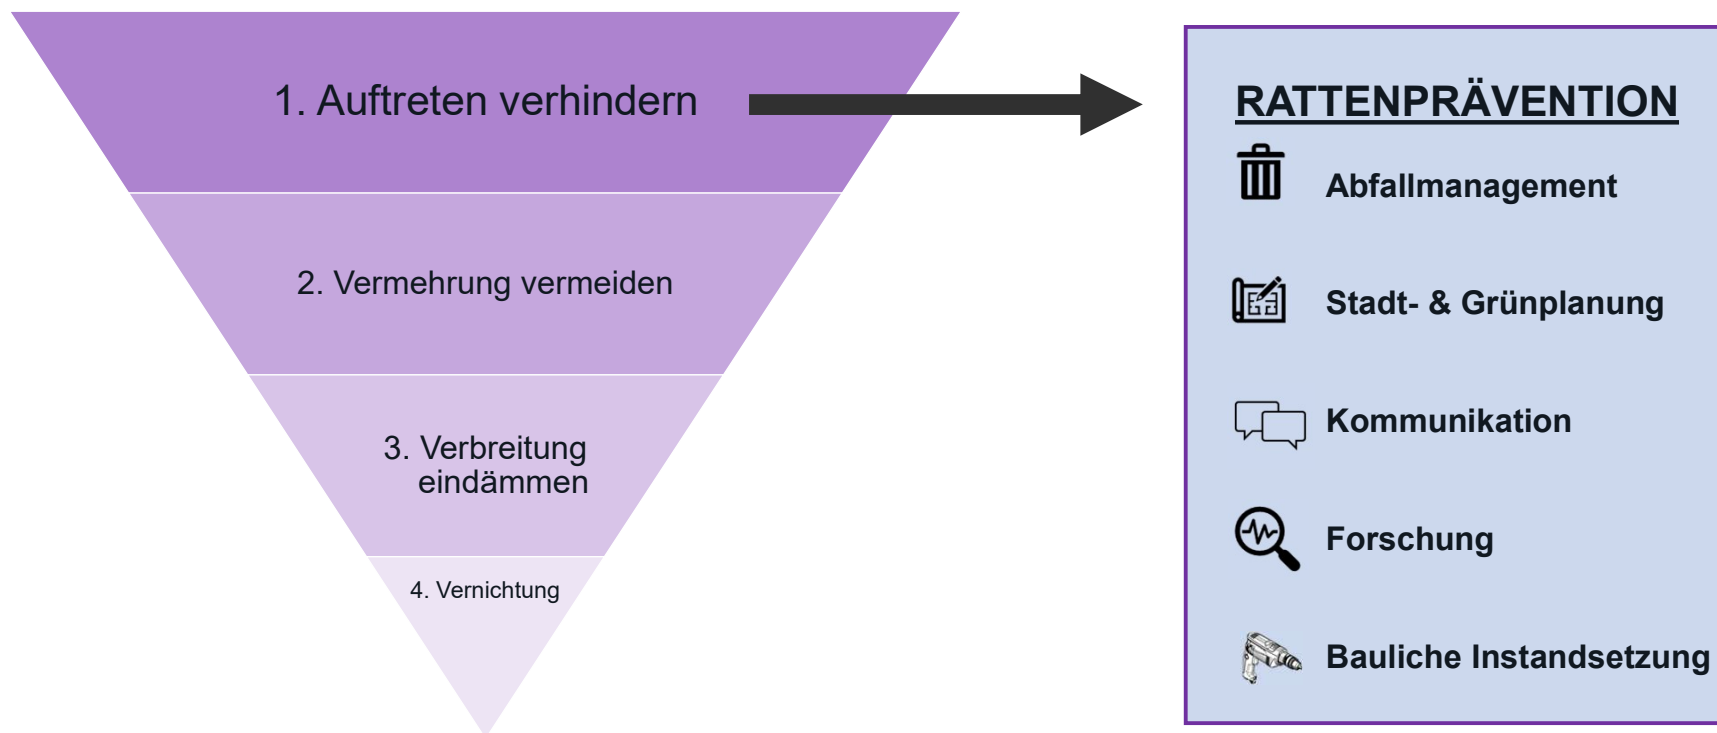 1. Auftreten verhindern
2. Vermehrung vermeiden
3. Verbreitung
eindämmen
4. Vernichtung
RATTENPRÄVENTION
Abfallmanagement
Stadt- & Grünplanung
Kommunikation
Forschung
Bauliche Instandsetzung